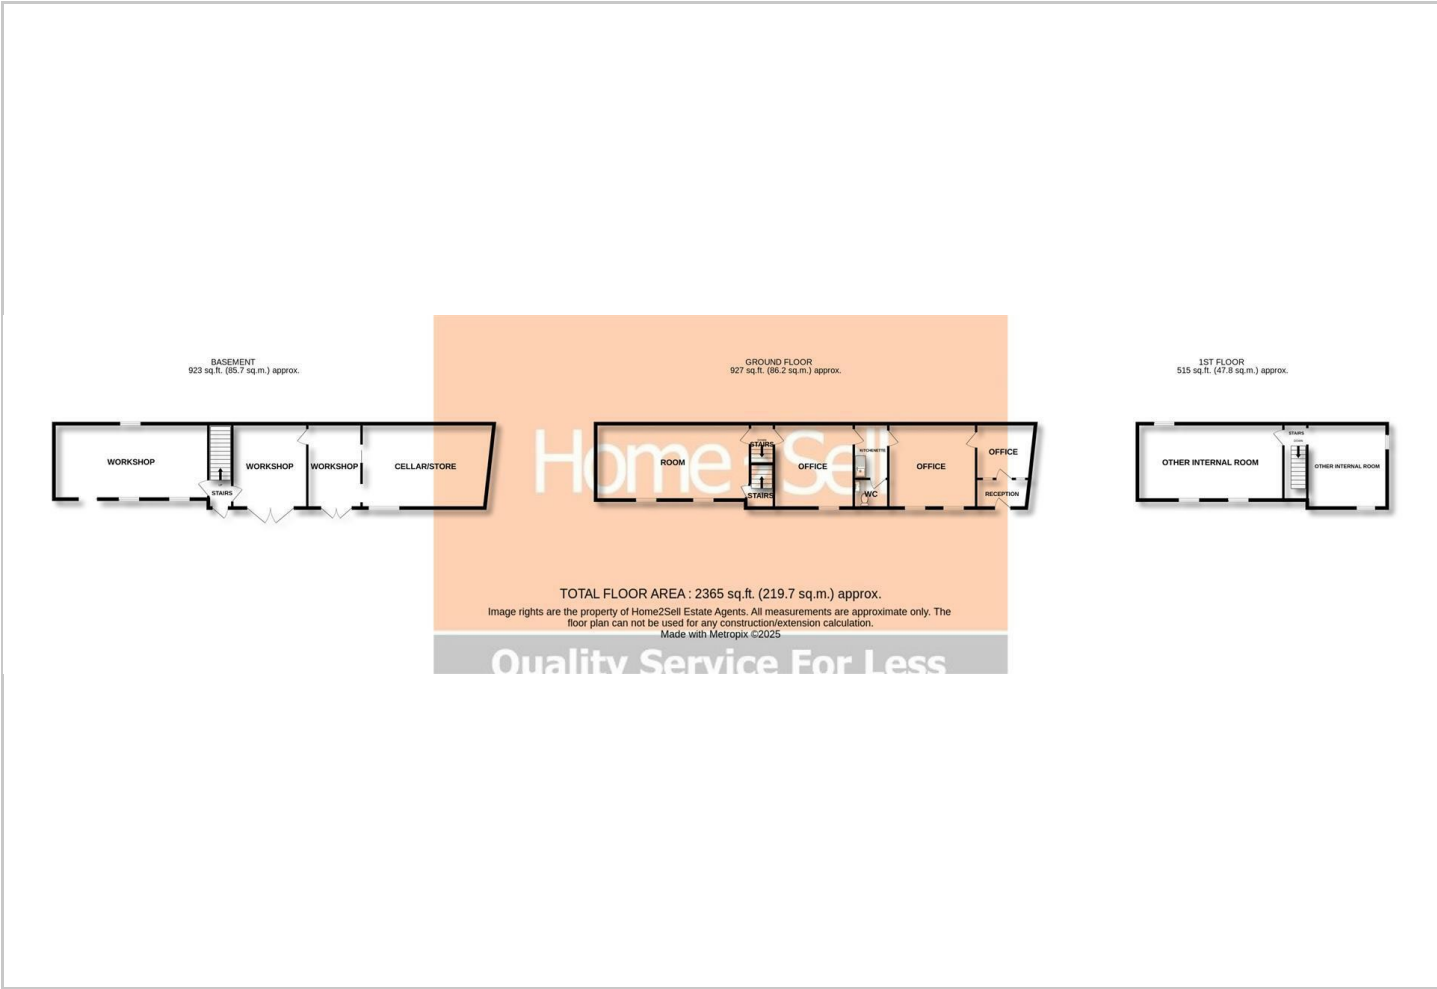 BASEMENT
923 sq.ft. (85.7 sq.m.) approx.
GROUND FLOOR
927 sq.ft. (86.2 sq.m.) approx.
1ST FLOOR
515 sq.ft. (47.8 sq.m.) approx.
WORKSHOP
STAIRS
WORKSHOP
WORKSHOP
CELLAR/STORE
ROOM
STAIRS
STAIRS
OFFICE
KITCHENETTE
WC
OFFICE
OFFICE
RECEPTION
OTHER INTERNAL ROOM
STAIRS
OTHER INTERNAL ROOM
Home Sell
TOTAL FLOOR AREA : 2365 sq.ft. (219.7 sq.m.) approx.
Image rights are the property of Home2Sell Estate Agents. All measurements are approximate only. The
floor plan can not be used for any construction/extension calculation.
Made with Metropix ©2025
Quality Service For Less